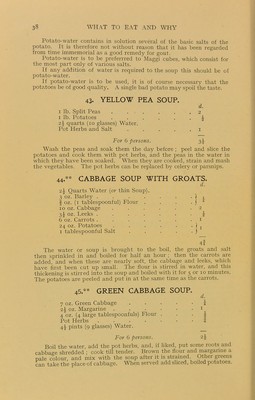 38 WHAT TO EAT AND WHY
Potato-water contains in solution several of the basic salts of the
potato. It is therefore not without reason that it has been regarded
from time immemorial as a good remedy for gout.
Potato-water is to be preferred to Maggi cubes, which consist for
the most part only of various salts.
If any addition of water is required to the soup this should be of
potato-water.
If potato-water is to be used, it is of course necessary that the
potatoes be of good quality. A single bad potato may spoil the taste.
43. YELLOW PEA SOUP.
d.
1 lb. Split Peas . . . . . . 2
1 lb. Potatoes . . . . . . ½
2½ quarts (10 glasses) Water.
Pot Herbs and Salt . . . . . 1
For 6 persons. 3½
Wash the peas and soak them the day before; peel and slice the
potatoes and cook them with pot herbs, and the peas in the water in
which they have been soaked. When they are cooked, strain and mash
the vegetables. The pot herbs can be replaced by celery or parsnips.
44.** CABBAGE SOUP WITH GROATS.
d.
2½ Quarts Water (or thin Soup).
3 oz. Barley
(1 tablespoonful) Flour
10 oz. Cabbage
5½ oz. Leeks
6 oz. Carrots
24 oz. Potatoes
1 tablespoonful Salt
The water or soup is brought to the boil, the groats and salt
then sprinkled in and boiled for half an hour; then the carrots are
added, and when these are nearly soft, the cabbage and leeks, which
have first been cut up small. The flour is stirred in water, and this
thickening is stirred into the soup and boiled with it for 5 or 10 minutes.
The potatoes are peeled and put in at the same time as the carrots.
45.** GREEN CABBAGE SOUP.
d.
7 oz. Green Cabbage
oz. Margarine
4 oz. (4 large tablespoonfuls) Flour
Pot Herbs
4½ pints (9 glasses) Water.
For 6 persons.
Boil the water, add the pot herbs, and, if liked, put some roots and
cabbage shredded; cook till tender. Brown the flour and margarine a
pale colour, and mix with the soup after it is strained. Other greens
can take the place of cabbage. When served add sliced, boiled potatoes.